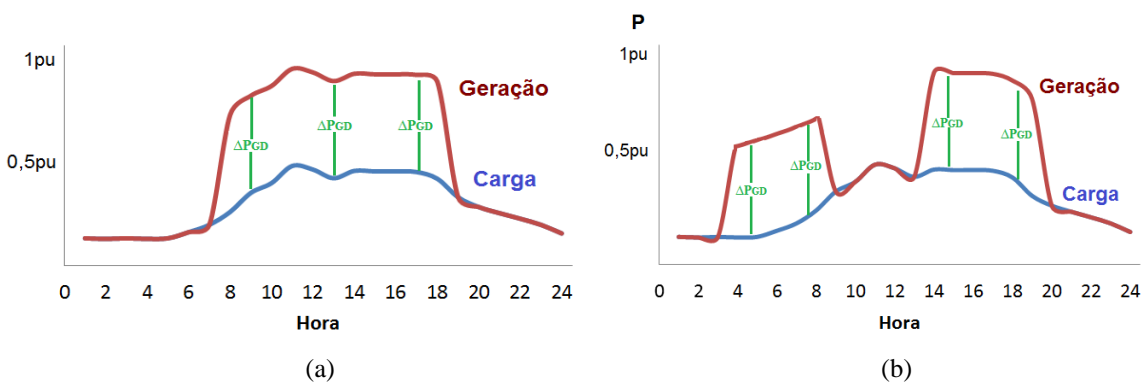 1pu
Geração
ΔPGD
ΔPGD
ΔPGD
0,5pu
Carga
0 2 4 6 8 10 12 14 16 18 20 22 24
Hora
(a)
P
1pu
Geração
ΔPGD
ΔPGD
0,5pu
ΔPGD
ΔPGD
Carga
0 2 4 6 8 10 12 14 16 18 20 22 24
Hora
(b)